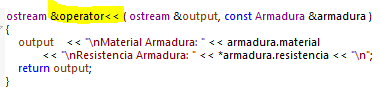 ostream &operator<< ( ostream &output, const Armadura &armadura )
{
output << "\nMaterial Armadura: " << armadura.material
<< "\nResistencia Armadura: " << *armadura.resistencia << "\n";
return output;
}